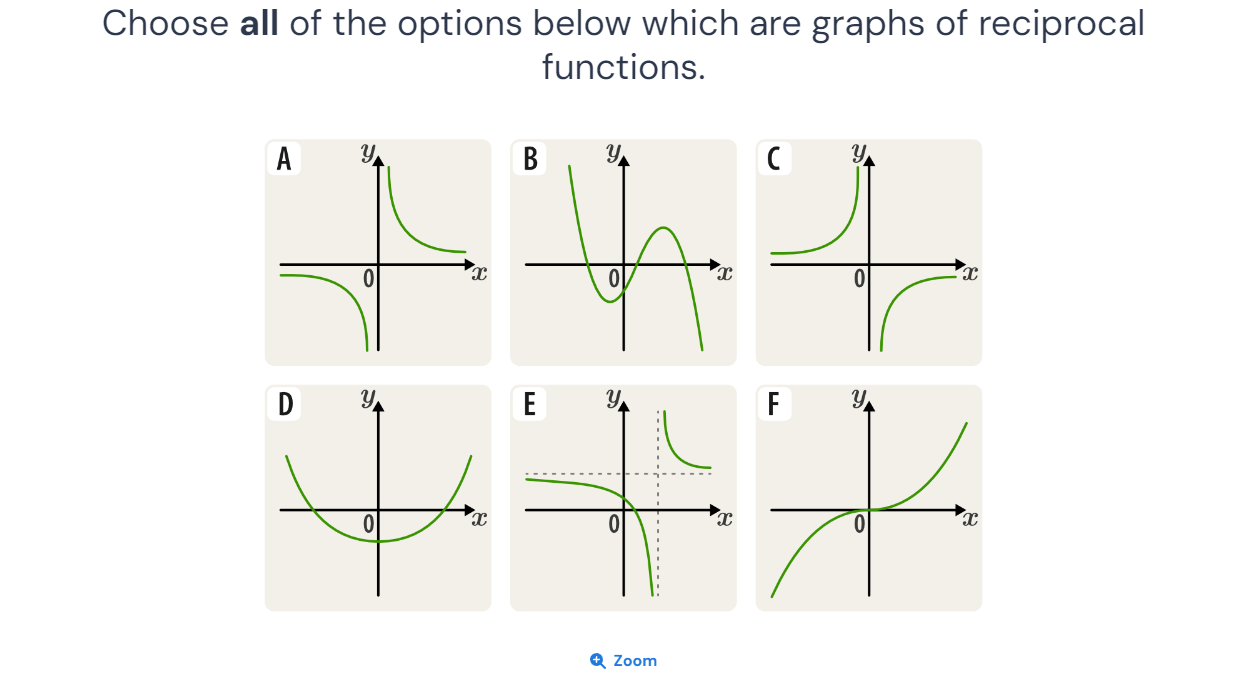 Choose all of the options below which are graphs of reciprocal
functions.
A y 0 x
B y 0 x
C y 0 x
D y 0 x
E y 0 x
F y 0 x
Zoom